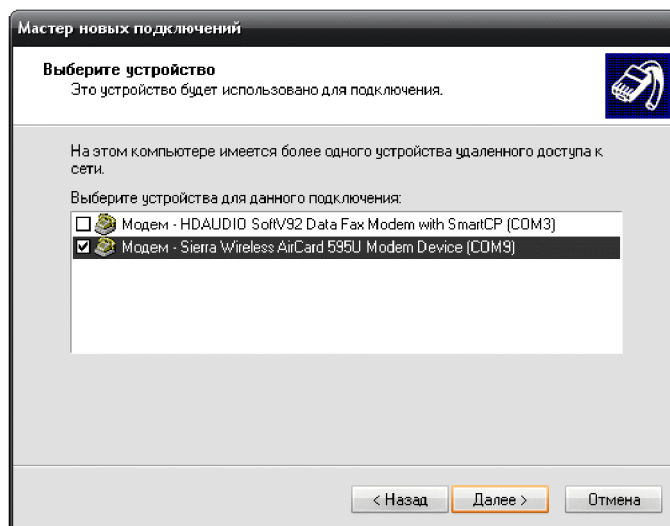 Мастер новых подключений
Выберите устройство
Это устройство будет использовано для подключения.
На этом компьютере имеется более одного устройства удаленного доступа к
сети.
Выберите устройства для данного подключения:
Модем - HDAUDIO SoftV92 Data Fax Modem with SmartCP (COM3)
Модем - Sierra Wireless AirCard 595U Modem Device (COM9)
< Назад
Далее >
Отмена